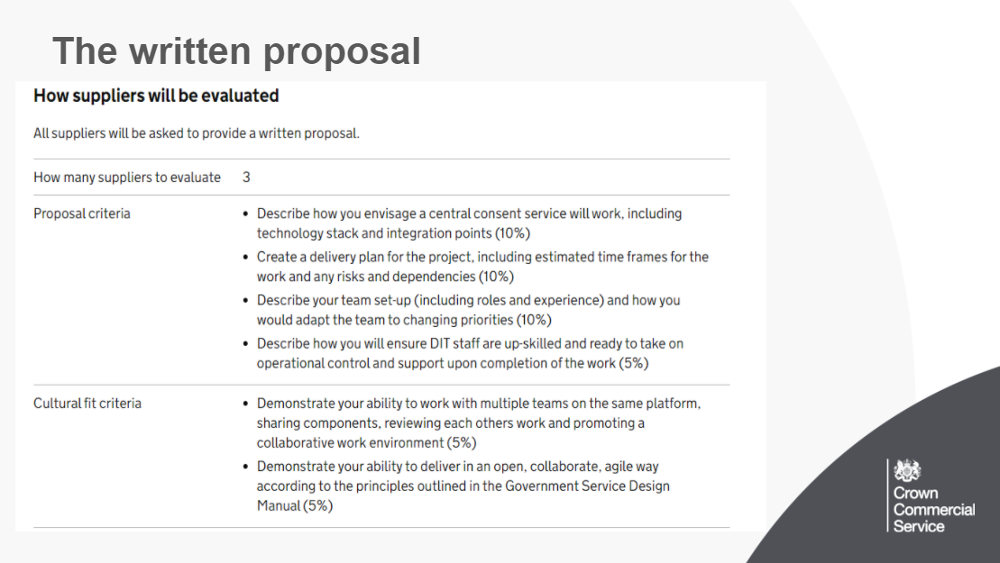 The written proposal
How suppliers will be evaluated
All suppliers will be asked to provide a written proposal.
How many suppliers to evaluate 3
Proposal criteria
• Describe how you envisage a central consent service will work, including
technology stack and integration points (10%)
• Create a delivery plan for the project, including estimated time frames for the
work and any risks and dependencies (10%)
• Describe your team set-up (including roles and experience) and how you
would adapt the team to changing priorities (10%)
• Describe how you will ensure DIT staff are up-skilled and ready to take on
operational control and support upon completion of the work (5%)
Cultural fit criteria
• Demonstrate your ability to work with multiple teams on the same platform,
sharing components, reviewing each others work and promoting a
collaborative work environment (5%)
• Demonstrate your ability to deliver in an open, collaborate, agile way
according to the principles outlined in the Government Service Design
Manual (5%)
Crown
Commercial
Service